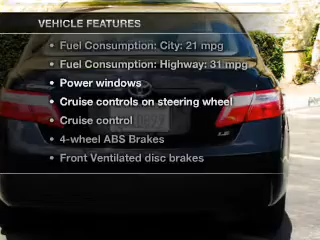 VEHICLE FEATURES
• Fuel Consumption: City: 21 mpg
• Fuel Consumption: Highway: 31 mpg
• Power windows
• Cruise controls on steering wheel
• Cruise control
• 4-wheel ABS Brakes
• Front Ventilated disc brakes
LE